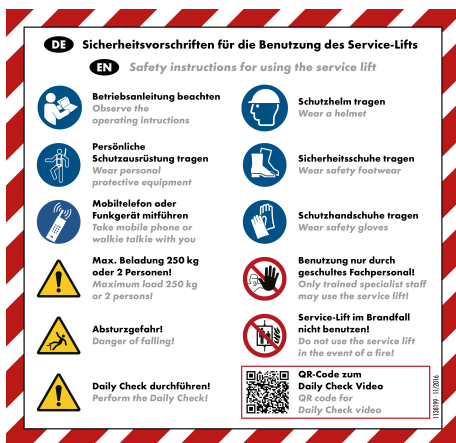 DE Sicherheitsvorschriften für die Benutzung des Service-Lifts
EN Safety instructions for using the service lift
Betriebsanleitung beachten
Observe the
operating intructions
Schutzhelm tragen
Wear a helmet
Persönliche
Schutzausrüstung tragen
Wear personal
protective equipment
Sicherheitsschuhe tragen
Wear safety footwear
Mobiltelefon oder
Funkgerät mitführen
Take mobile phone or
walkie talkie with you
Schutzhandschuhe tragen
Wear safety gloves
Max. Beladung 250 kg
oder 2 Personen!
Maximum load 250 kg
or 2 persons!
Benutzung nur durch
geschultes Fachpersonal!
Only trained specialist staff
may use the service lift!
Absturzgefahr!
Danger of falling!
Service-Lift im Brandfall
nicht benutzen!
Do not use the service lift
in the event of a fire!
Daily Check durchführen!
Perform the Daily Check!
QR-Code zum
Daily Check Video
QR code for
Daily Check video
1138199 - 11/2016